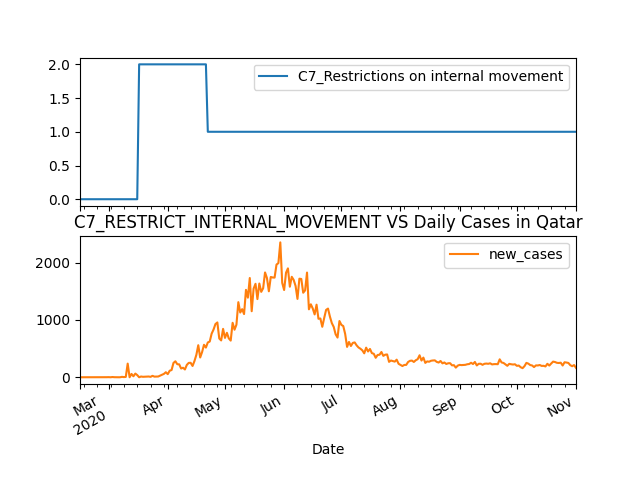 2.0
1.5
1.0
0.5
0.0
C7_Restrictions on internal movement
C7_RESTRICT_INTERNAL_MOVEMENT VS Daily Cases in Qatar
2000
1000
0
new_cases
Mar
2020
Apr
May
Jun
Jul
Aug
Sep
Oct
Nov
Date